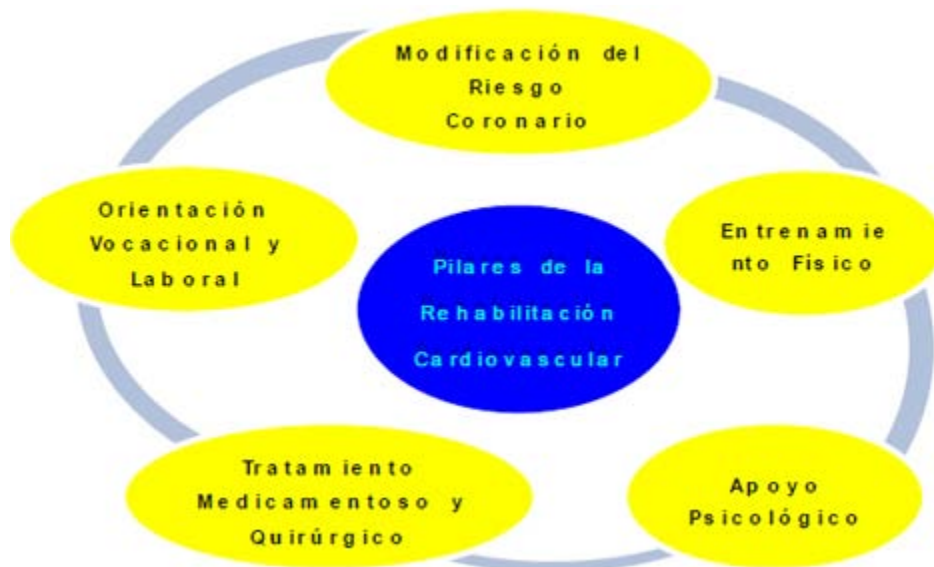 Modificación del
Riesgo
Coronario
Orientación
Vocacional y
Laboral
Entrenamie
nto Físico
Pilares de la
Rehabilitación
Cardiovascular
Tratamiento
Medicamentoso y
Quirúrgico
Apoyo
Psicológico